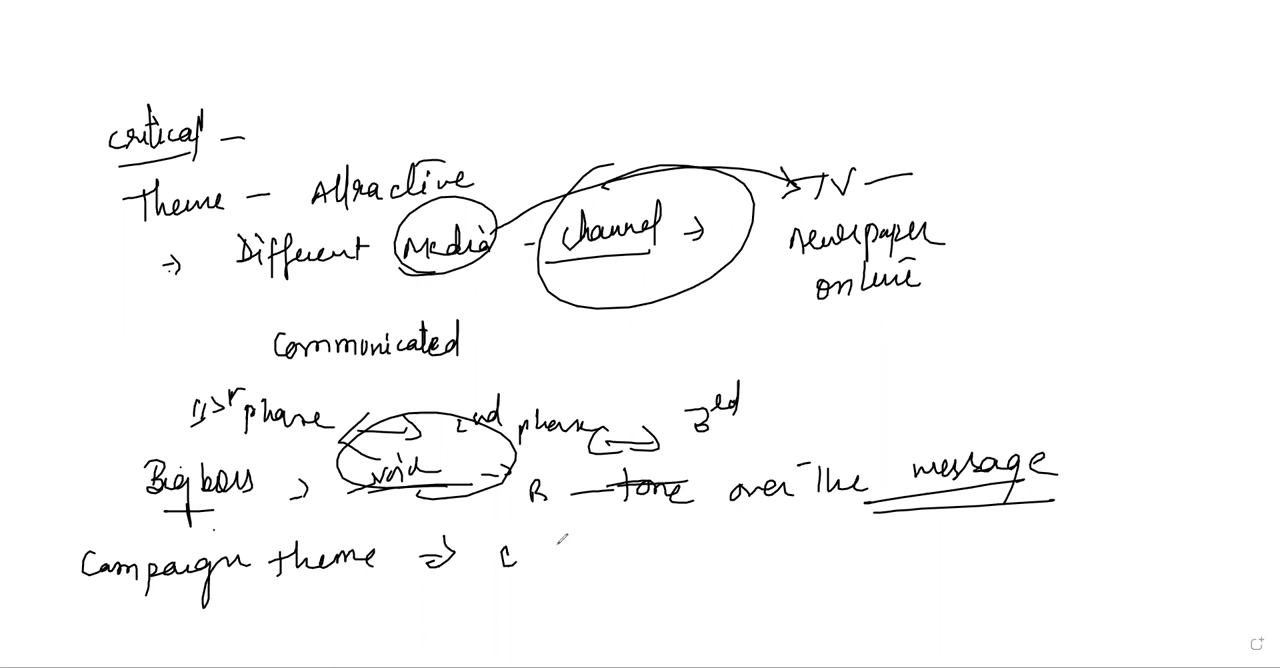 critical -
Theme - Attractive
⇒ Different Media - channel → TV -
newspaper
online
Communicated
phase 2nd phase 3rd
Big boss → void → B - tone over the message
Campaign theme ⇒ C